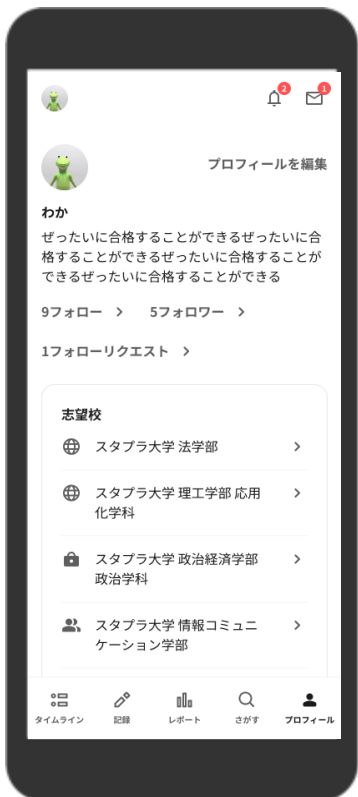 2
1
プロフィールを編集
わか
ぜったいに合格することができるぜったいに合
格することができるぜったいに合格することが
できるぜったいに合格することができる
9フォロー
5フォロワー
1フォローリクエスト
志望校
スタプラ大学 法学部
スタプラ大学 理工学部 応用
化学科
スタプラ大学 政治経済学部
政治学科
スタプラ大学 情報コミュニ
ケーション学部
タイムライン
記録
レポート
さがす
プロフィール